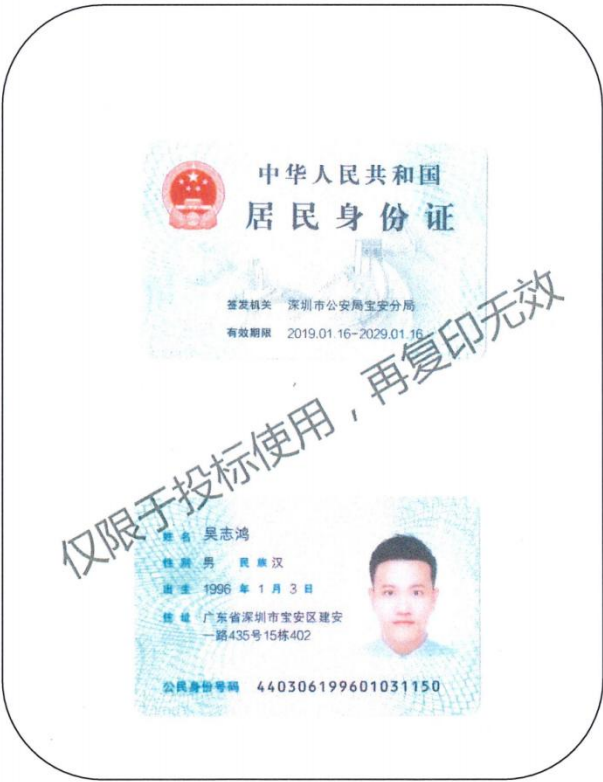 中华人民共和国
居民身份证
签发机关 深圳市公安局宝安分局
有效期限 2019.01.16-2029.01.16
仅限于投标使用，再复印无效
姓名 吴志鸿
性别 男 民族 汉
出生 1996 年 1 月 3 日
住址 广东省深圳市宝安区建安
一路435号15栋402
公民身份号码 440306199601031150